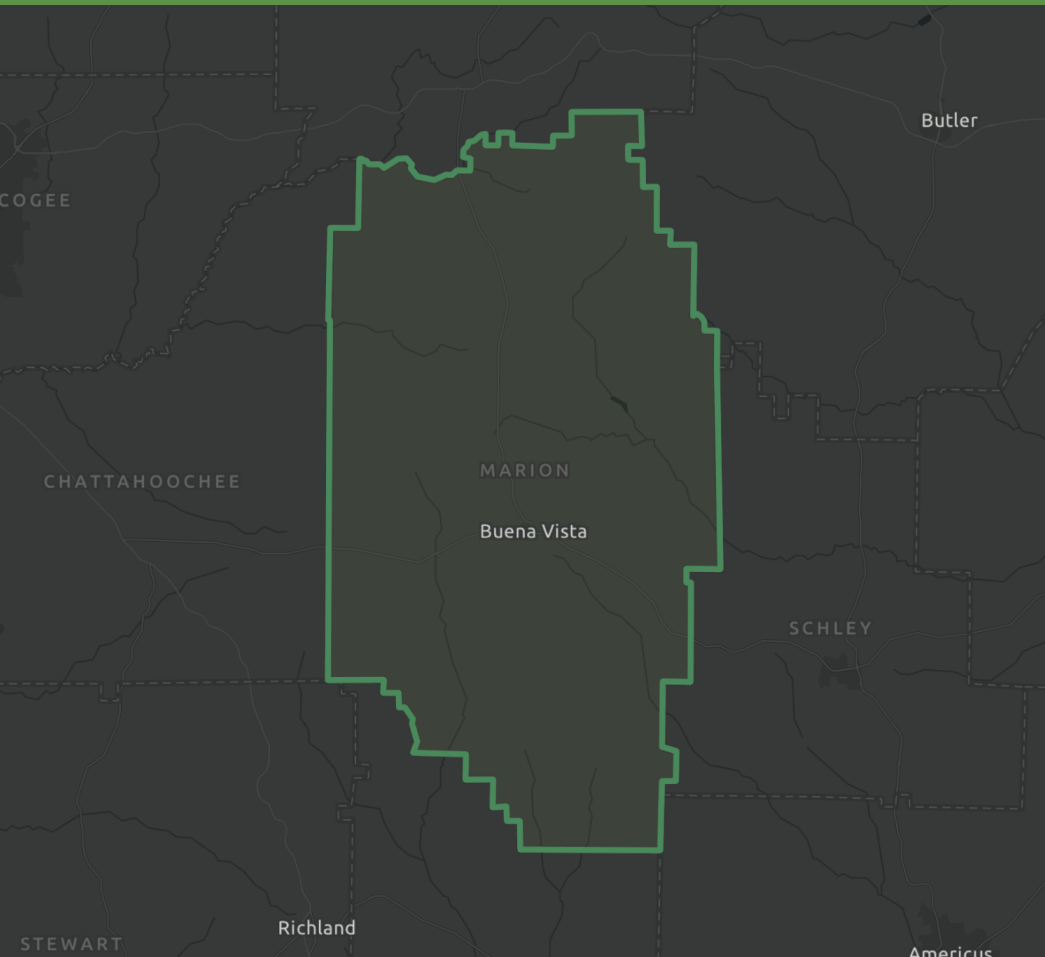 Butler
COGEE
MARION
CHATTAHOOCHEE
Buena Vista
SCHLEY
Richland
STEWART
Americus